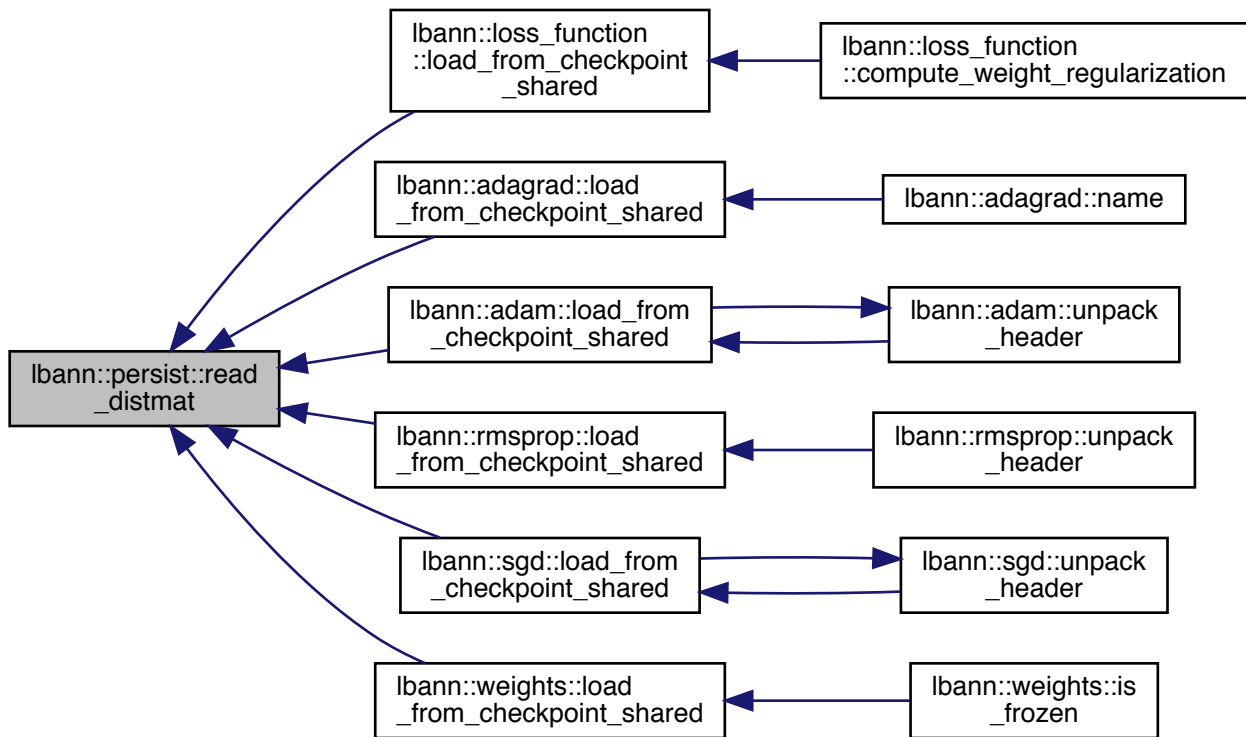 lbann::loss_function
::load_from_checkpoint
_shared
lbann::loss_function
::compute_weight_regularization
lbann::adagrad::load
_from_checkpoint_shared
lbann::adagrad::name
lbann::adam::load_from
_checkpoint_shared
lbann::adam::unpack
_header
lbann::persist::read
_distmat
lbann::rmsprop::load
_from_checkpoint_shared
lbann::rmsprop::unpack
_header
lbann::sgd::load_from
_checkpoint_shared
lbann::sgd::unpack
_header
lbann::weights::load
_from_checkpoint_shared
lbann::weights::is
_frozen